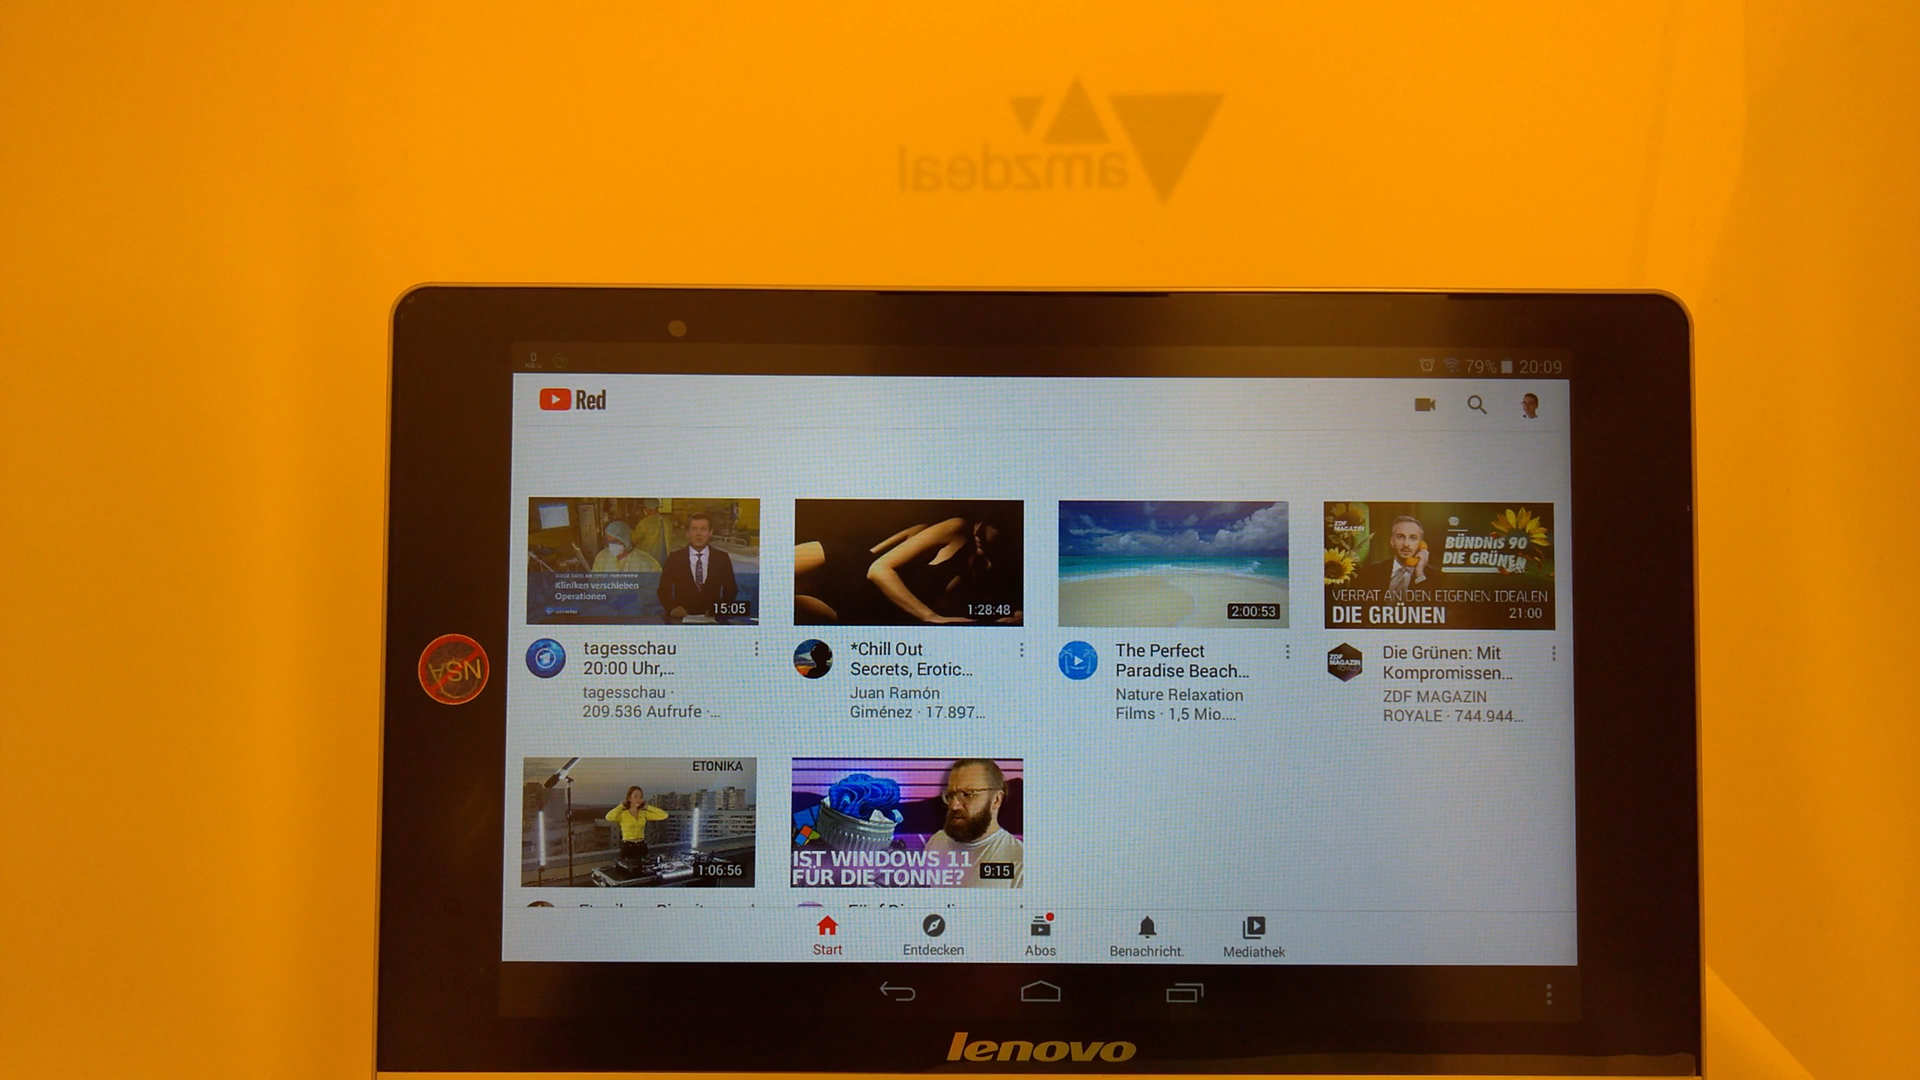 amzdeal
0
79% 20:09
Red
Kliniken verschieben
Operationen
15:05
1:28:48
2:00:53
ZDF
MAGAZIN
BÜNDNIS 90
DIE GRÜNEN
VERRAT AN DEN EIGENEN IDEALEN
DIE GRÜNEN
21:00
tagesschau
20:00 Uhr,...
tagesschau ·
209.536 Aufrufe ·...
*Chill Out
Secrets, Erotic...
Juan Ramón
Giménez · 17.897...
The Perfect
Paradise Beach...
Nature Relaxation
Films · 1,5 Mio....
ZDF
MAGAZIN
ROYALE
Die Grünen: Mit
Kompromissen...
ZDF MAGAZIN
ROYALE · 744.944...
NSA
ETONIKA
1:06:56
IST WINDOWS 11
FÜR DIE TONNE?
9:15
Start
Entdecken
Abos
Benachricht.
Mediathek
lenovo